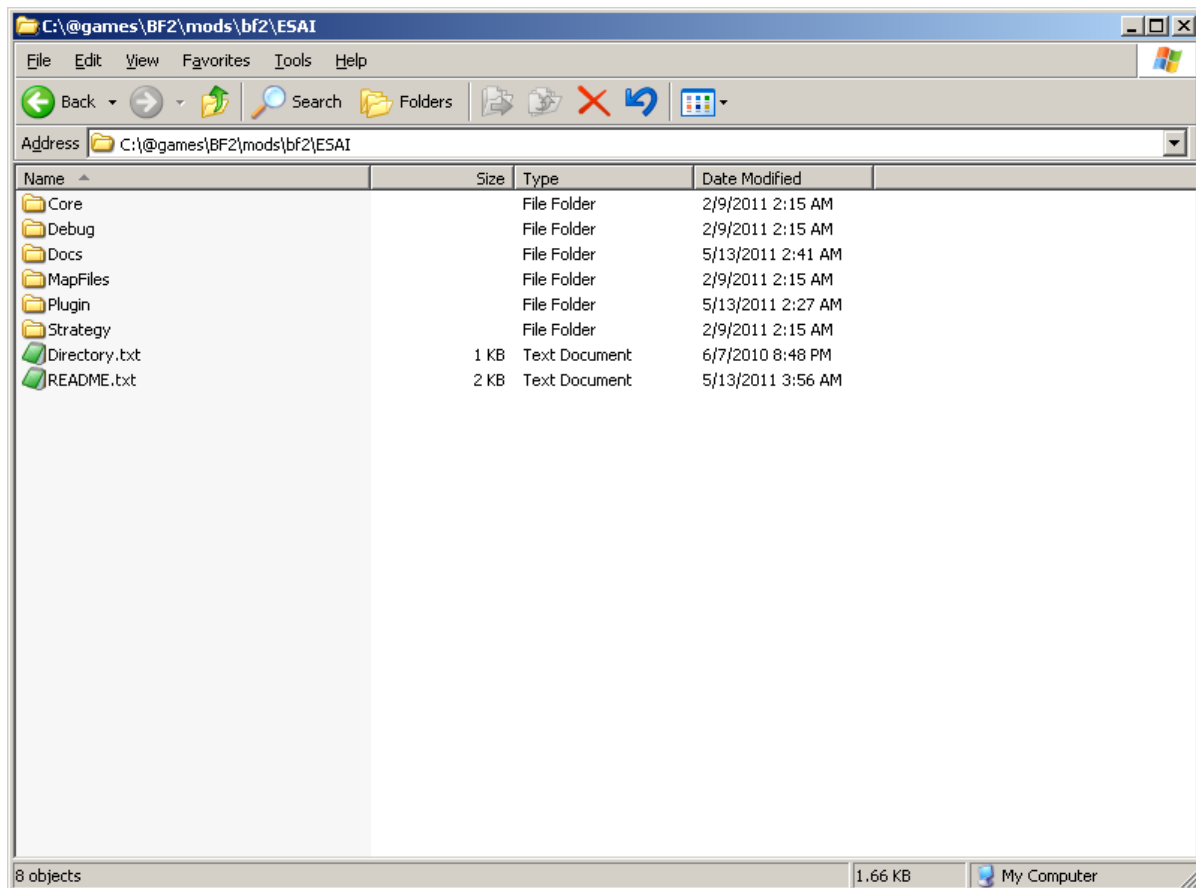 C:\@games\BF2\mods\bf2\ESAI
File Edit View Favorites Tools Help
Back Search Folders
Address C:\@games\BF2\mods\bf2\ESAI
Name Size Type Date Modified
Core File Folder 2/9/2011 2:15 AM
Debug File Folder 2/9/2011 2:15 AM
Docs File Folder 5/13/2011 2:41 AM
MapFiles File Folder 2/9/2011 2:15 AM
Plugin File Folder 5/13/2011 2:27 AM
Strategy File Folder 2/9/2011 2:15 AM
Directory.txt 1 KB Text Document 6/7/2010 8:48 PM
README.txt 2 KB Text Document 5/13/2011 3:56 AM
8 objects 1.66 KB My Computer